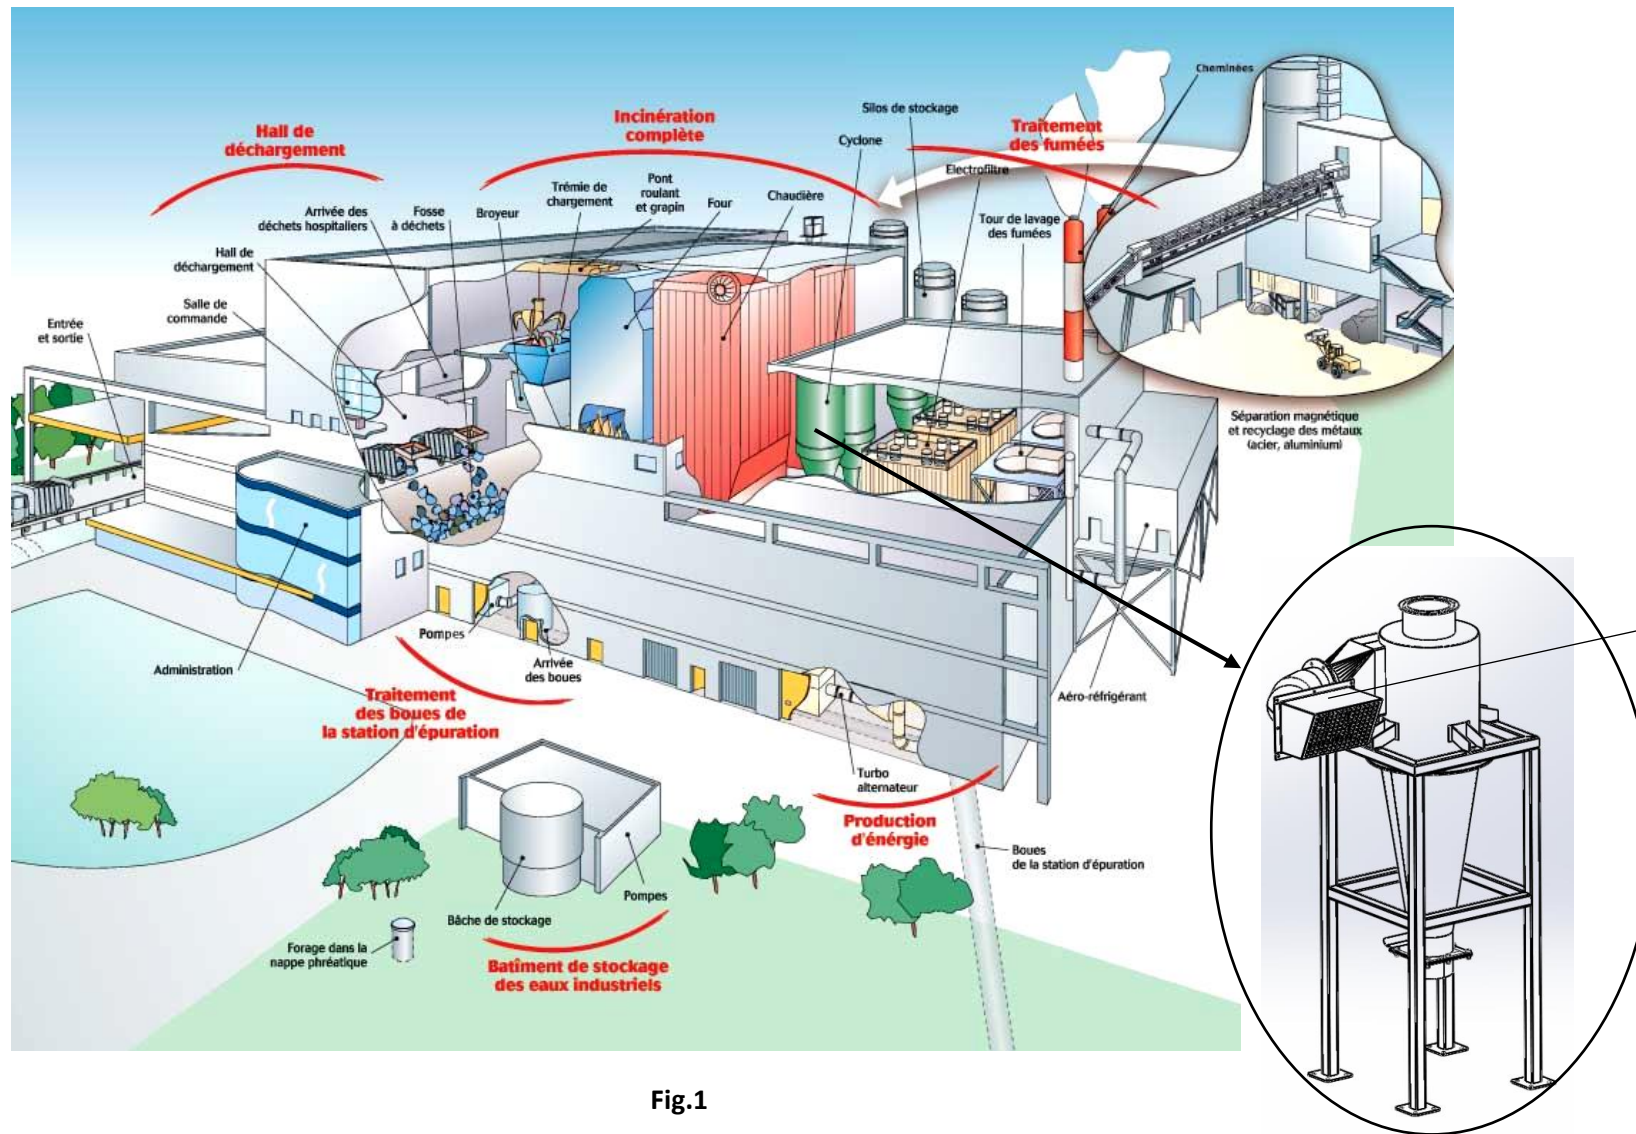 Cheminées
Silos de stockage
Incinération
complète
Traitement
des fumées
Hall de
déchargement
Cyclone
Electrofiltre
Trémie de
chargement
Pont
roulant
et grapin
Four
Chaudière
Arrivée des
déchets hospitaliers
Fosse
à déchets
Broyeur
Tour de lavage
des fumées
Hall de
déchargement
Salle de
commande
Entrée
et sortie
Séparation magnétique
et recyclage des métaux
(acier, aluminium)
Pompes
Arrivée
des boues
Administration
Aéro-réfrigérant
Traitement
des boues de
la station d'épuration
Turbo
alternateur
Production
d'énérgie
Boues
de la station d'épuration
Pompes
Bâche de stockage
Forage dans la
nappe phréatique
Batîment de stockage
des eaux industriels
Fig.1